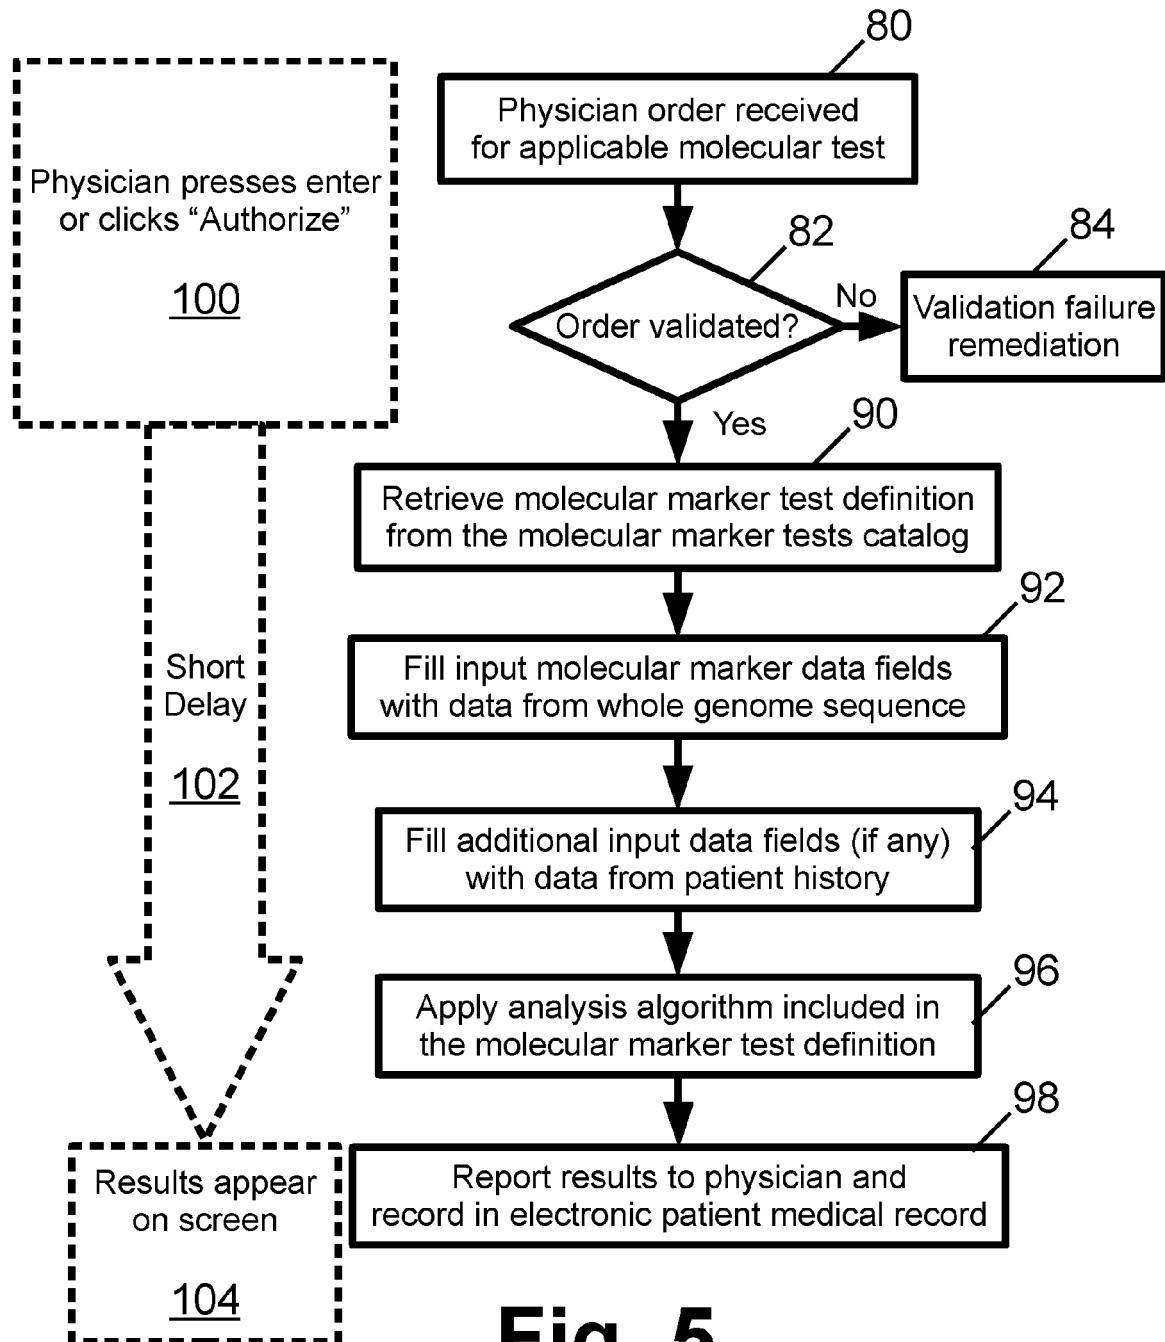 80
Physician order received
for applicable molecular test
Physician presses enter
or clicks “Authorize”
100
82
84
Order validated?
No
Validation failure
remediation
Yes
90
Retrieve molecular marker test definition
from the molecular marker tests catalog
92
Fill input molecular marker data fields
with data from whole genome sequence
Short
Delay
102
94
Fill additional input data fields (if any)
with data from patient history
96
Apply analysis algorithm included in
the molecular marker test definition
98
Report results to physician and
record in electronic patient medical record
Results appear
on screen
104
Fig. 5